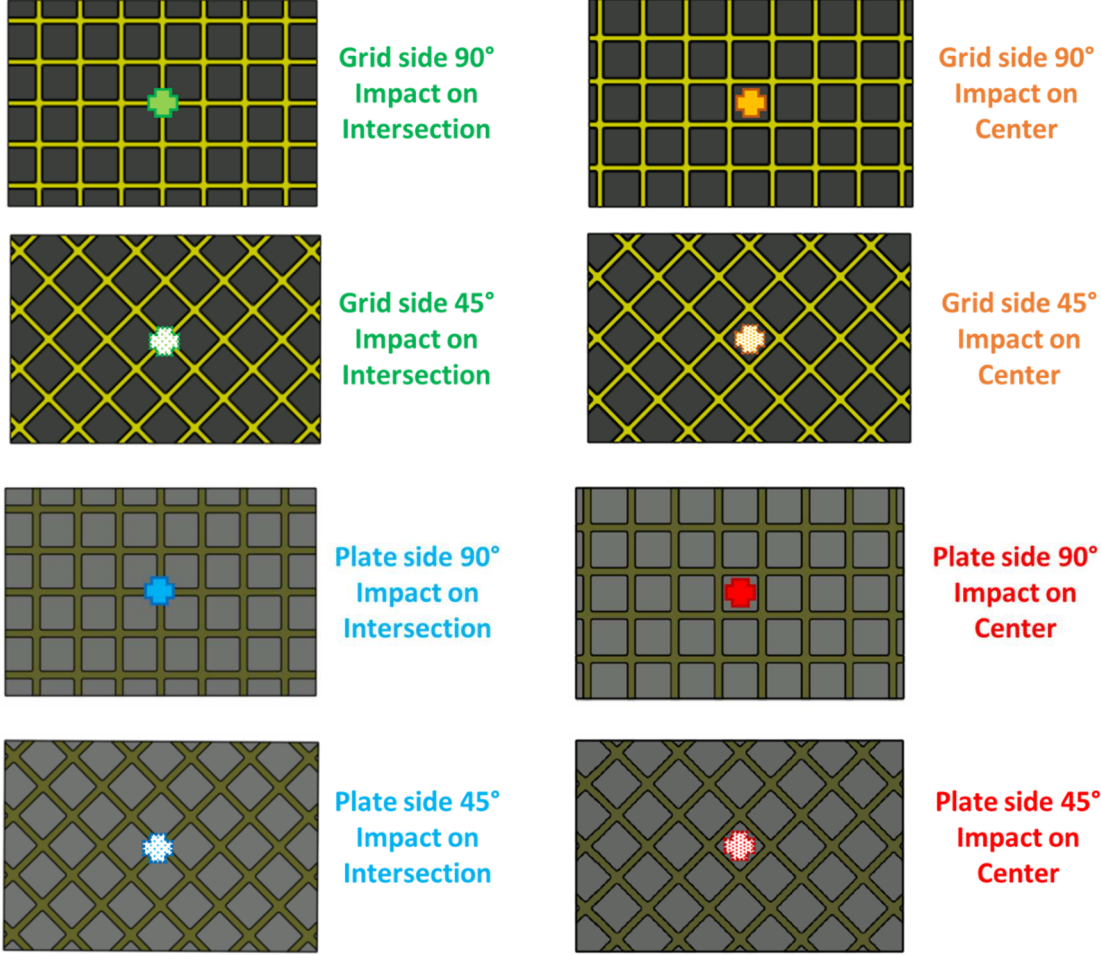 Grid side 90°
Impact on
Intersection
Grid side 90°
Impact on
Center
Grid side 45°
Impact on
Intersection
Grid side 45°
Impact on
Center
Plate side 90°
Impact on
Intersection
Plate side 90°
Impact on
Center
Plate side 45°
Impact on
Intersection
Plate side 45°
Impact on
Center